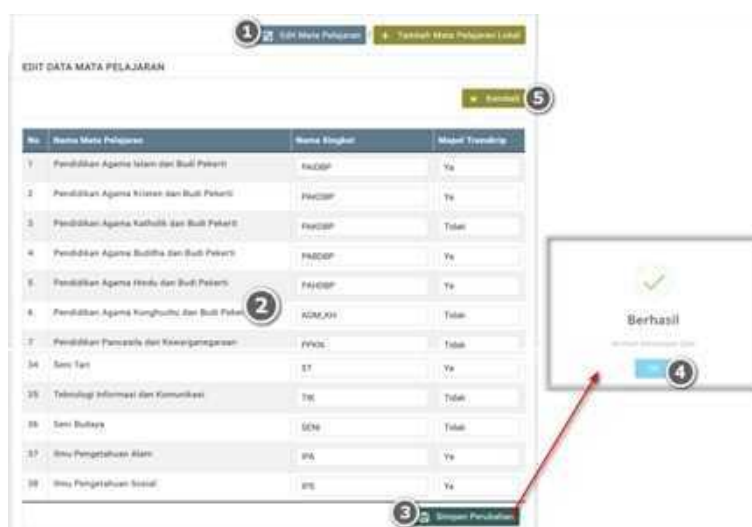 1 Edit Mata Pelajaran + Tambah Mata Pelajaran Lokal
EDIT DATA MATA PELAJARAN
Kembali 5
No Nama Mata Pelajaran Nama Singkat Mapel Transkrip
1 Pendidikan Agama Islam dan Budi Pekerti PAIDBP Ya
2 Pendidikan Agama Kristen dan Budi Pekerti PAKDBP Ya
3 Pendidikan Agama Katholik dan Budi Pekerti PAKDBP Tidak
4 Pendidikan Agama Buddha dan Budi Pekerti PABDBP Ya
5 Pendidikan Agama Hindu dan Budi Pekerti PAHDBP Ya
6 Pendidikan Agama Konghuchu dan Budi 2 Tidak
7 Pendidikan Pancasila dan Kewarganegaraan PPKN Tidak
34 Seni Tari ST Ya
35 Teknologi Informasi dan Komunikasi TIK Tidak
36 Seni Budaya SENI Tidak
37 Ilmu Pengetahuan Alam IPA Ya
38 Ilmu Pengetahuan Sosial IPS Ya
3 Simpan Perubahan
Berhasil
4